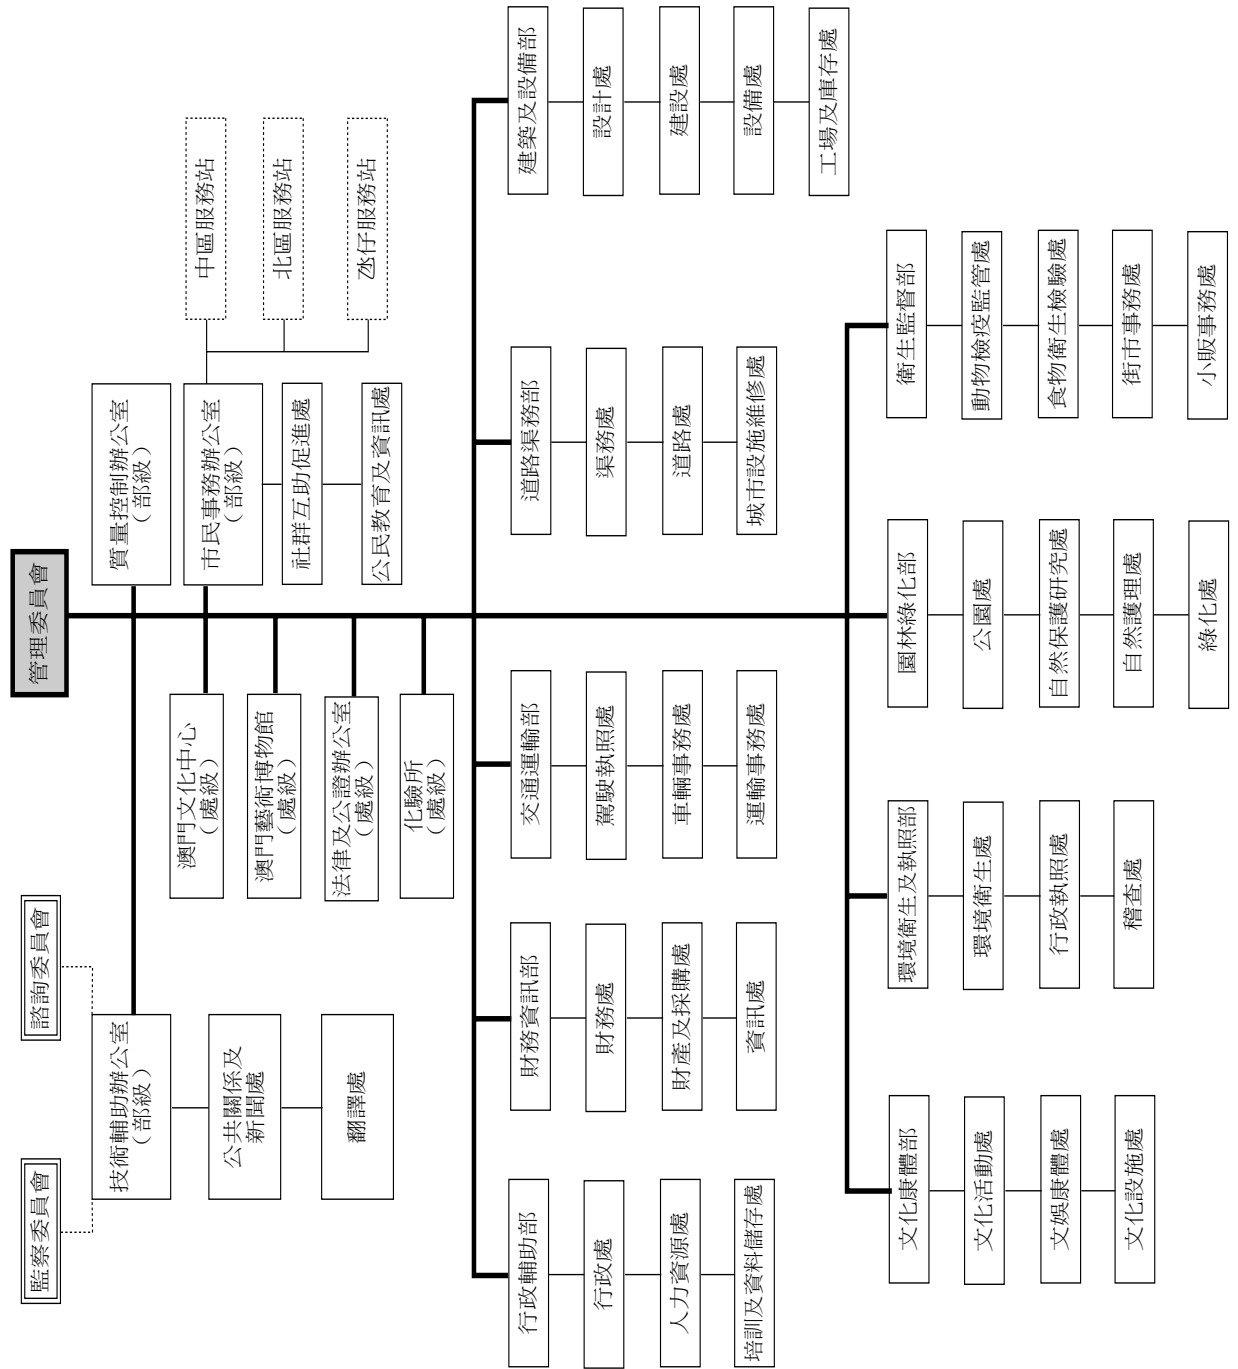 管理委員會
監察委員會
諮詢委員會
技術輔助辦公室
(部級)
公共關係及
新聞處
翻譯處
質量控制辦公室
(部級)
市民事務辦公室
(部級)
社群互助促進處
公民教育及資訊處
中區服務站
北區服務站
氹仔服務站
澳門文化中心
(處級)
澳門藝術博物館
(處級)
法律及公證辦公室
(處級)
化驗所
(處級)
行政輔助部
行政處
人力資源處
培訓及資料儲存處
財務資訊部
財務處
財產及採購處
資訊處
交通運輸部
駕駛執照處
車輛事務處
運輸事務處
道路渠務部
渠務處
道路處
城市設施維修處
建築及設備部
設計處
建設處
設備處
工場及庫存處
文化康體部
文化活動處
文娛康體處
文化設施處
環境衛生及執照部
環境衛生處
行政執照處
稽查處
園林綠化部
公園處
自然保護研究處
自然護理處
綠化處
衛生監督部
動物檢疫監管處
食物衛生檢驗處
街市事務處
小販事務處